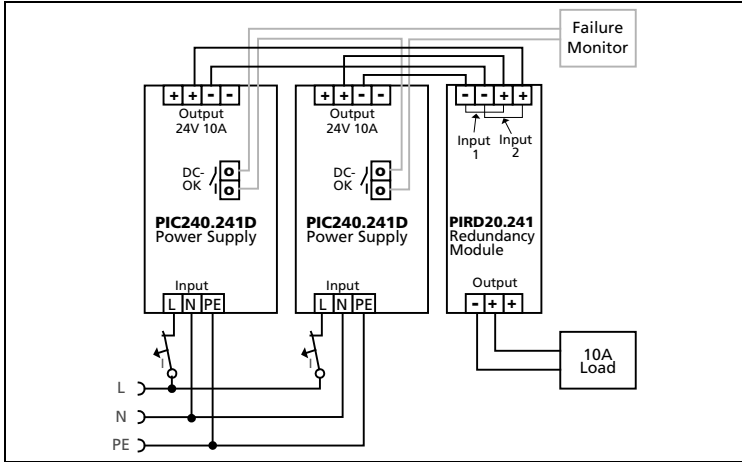 Failure
Monitor
+ + - -
Output
24V 10A
DC-
OK
PIC240.241D
Power Supply
Input
L N PE
I
+ + - -
Output
24V 10A
DC-
OK
PIC240.241D
Power Supply
Input
L N PE
I
- - + +
Input
1
Input
2
PIRD20.241
Redundancy
Module
Output
- + +
10A
Load
L
N
PE